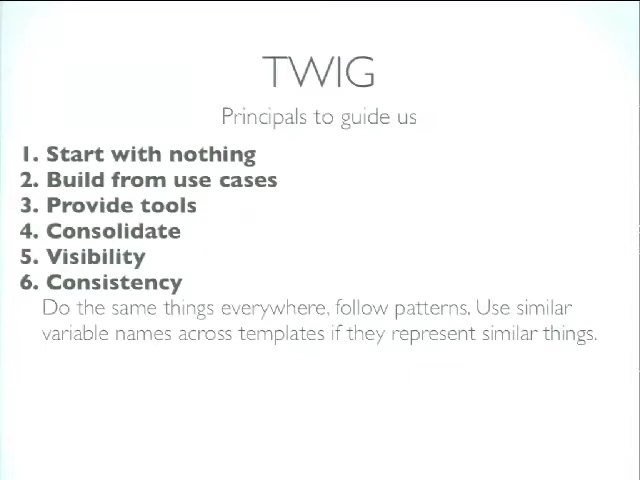 TWIG
Principals to guide us
1. Start with nothing
2. Build from use cases
3. Provide tools
4. Consolidate
5. Visibility
6. Consistency
Do the same things everywhere, follow patterns. Use similar
variable names across templates if they represent similar things.